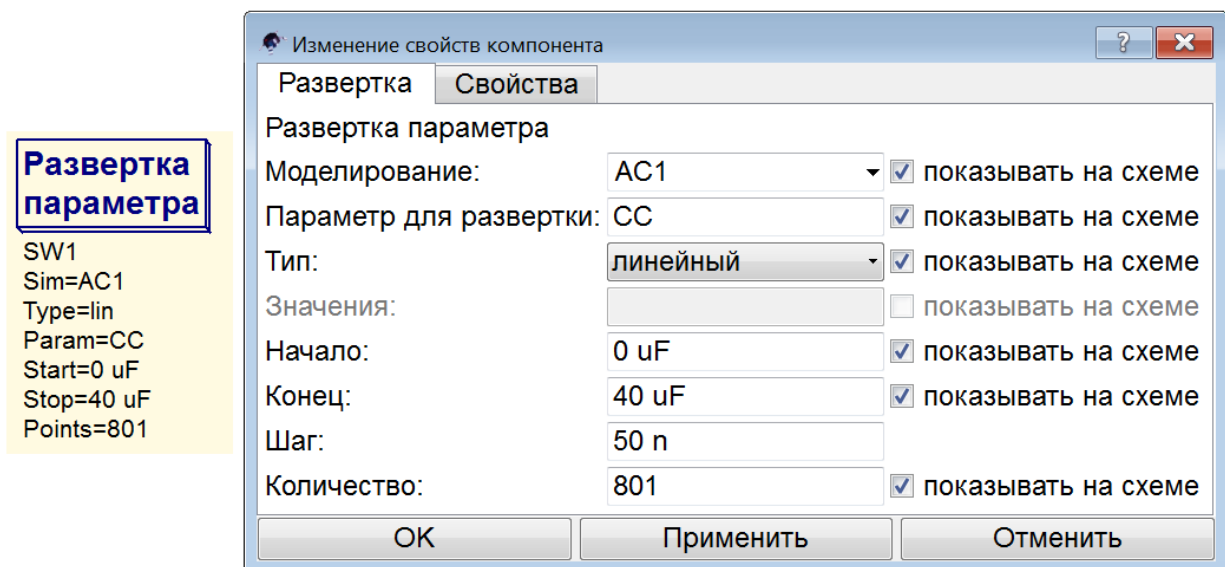 Развертка
параметра
SW1
Sim=AC1
Type=lin
Param=CC
Start=0 uF
Stop=40 uF
Points=801
Изменение свойств компонента
Развертка Свойства
Развертка параметра
Моделирование: AC1 показывать на схеме
Параметр для развертки: CC показывать на схеме
Тип: линейный показывать на схеме
Значения: показывать на схеме
Начало: 0 uF показывать на схеме
Конец: 40 uF показывать на схеме
Шаг: 50 n
Количество: 801 показывать на схеме
OK Применить Отменить